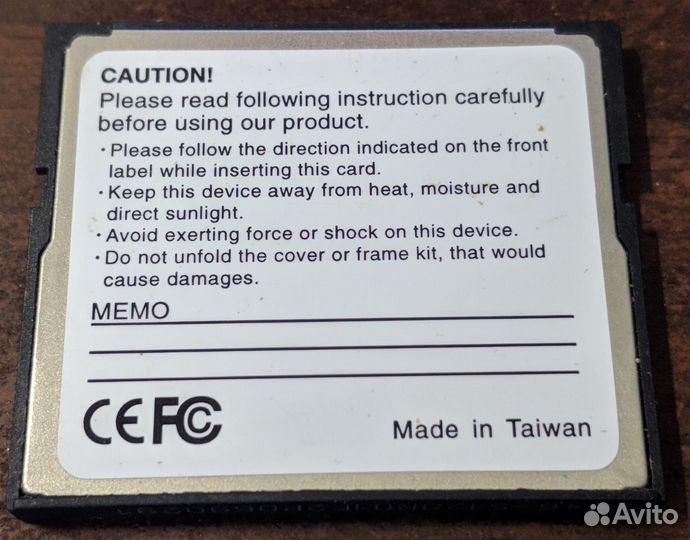 CAUTION!
Please read following instruction carefully
before using our product.
・Please follow the direction indicated on the front
label while inserting this card.
・Keep this device away from heat, moisture and
direct sunlight.
・Avoid exerting force or shock on this device.
・Do not unfold the cover or frame kit, that would
cause damages.
MEMO
CE FC
Made in Taiwan
Avito